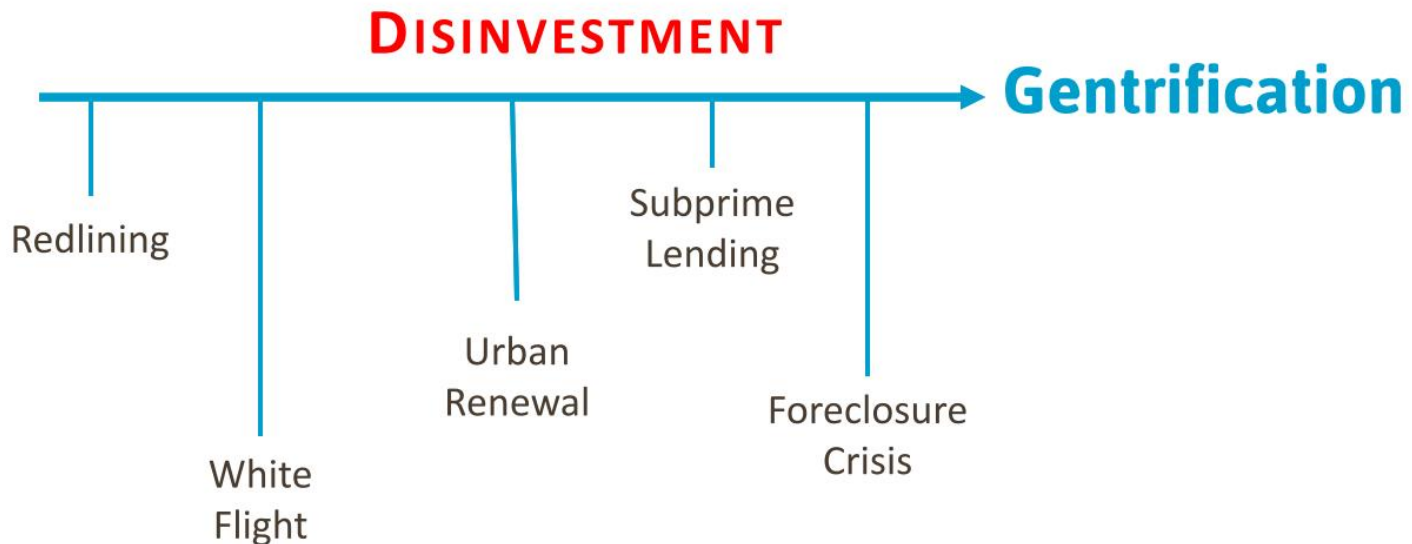 DISINVESTMENT
Gentrification
Redlining
White
Flight
Urban
Renewal
Subprime
Lending
Foreclosure
Crisis